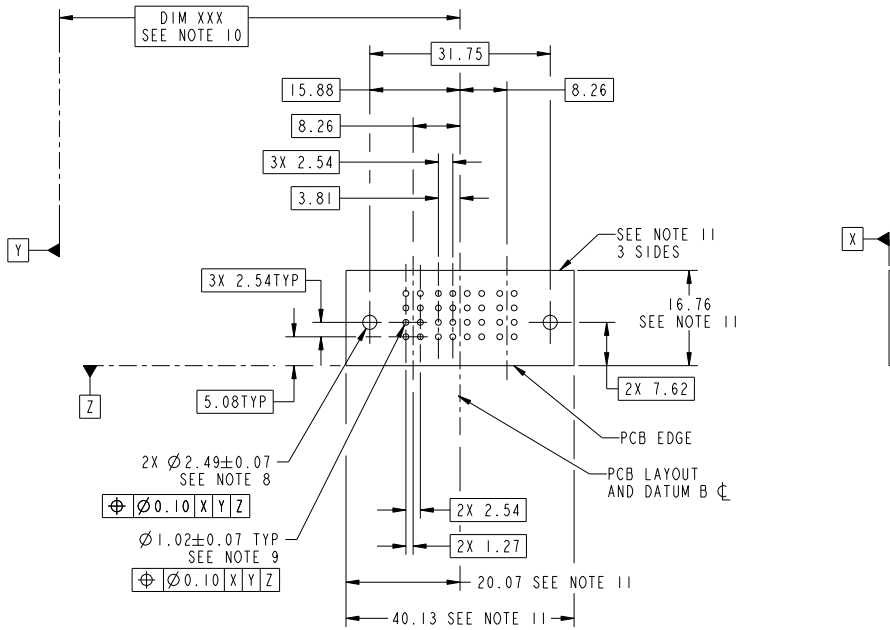 DIM XXX
SEE NOTE 10
31.75
15.88
8.26
8.26
3X 2.54
3.81
Y
X
SEE NOTE 11
3 SIDES
3X 2.54TYP
16.76
SEE NOTE 11
5.08TYP
2X 7.62
Z
PCB EDGE
2X Ø2.49±0.07
SEE NOTE 8
PCB LAYOUT
AND DATUM B ℄
⌖ Ø0.10 X Y Z
2X 2.54
Ø1.02±0.07 TYP
SEE NOTE 9
2X 1.27
⌖ Ø0.10 X Y Z
20.07 SEE NOTE 11
40.13 SEE NOTE 11